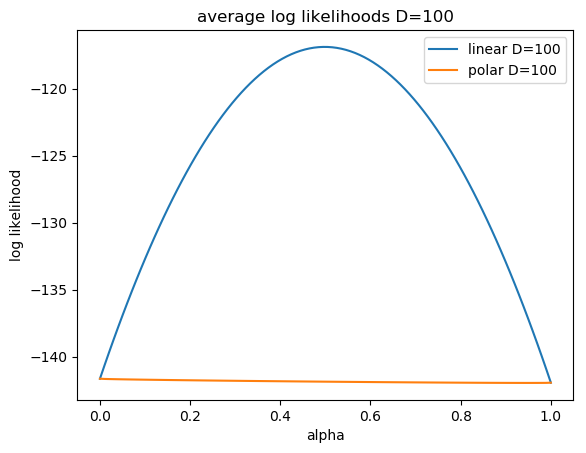 average log likelihoods D=100
linear D=100
polar D=100
log likelihood
−120
−125
−130
−135
−140
0.0 0.2 0.4 0.6 0.8 1.0
alpha